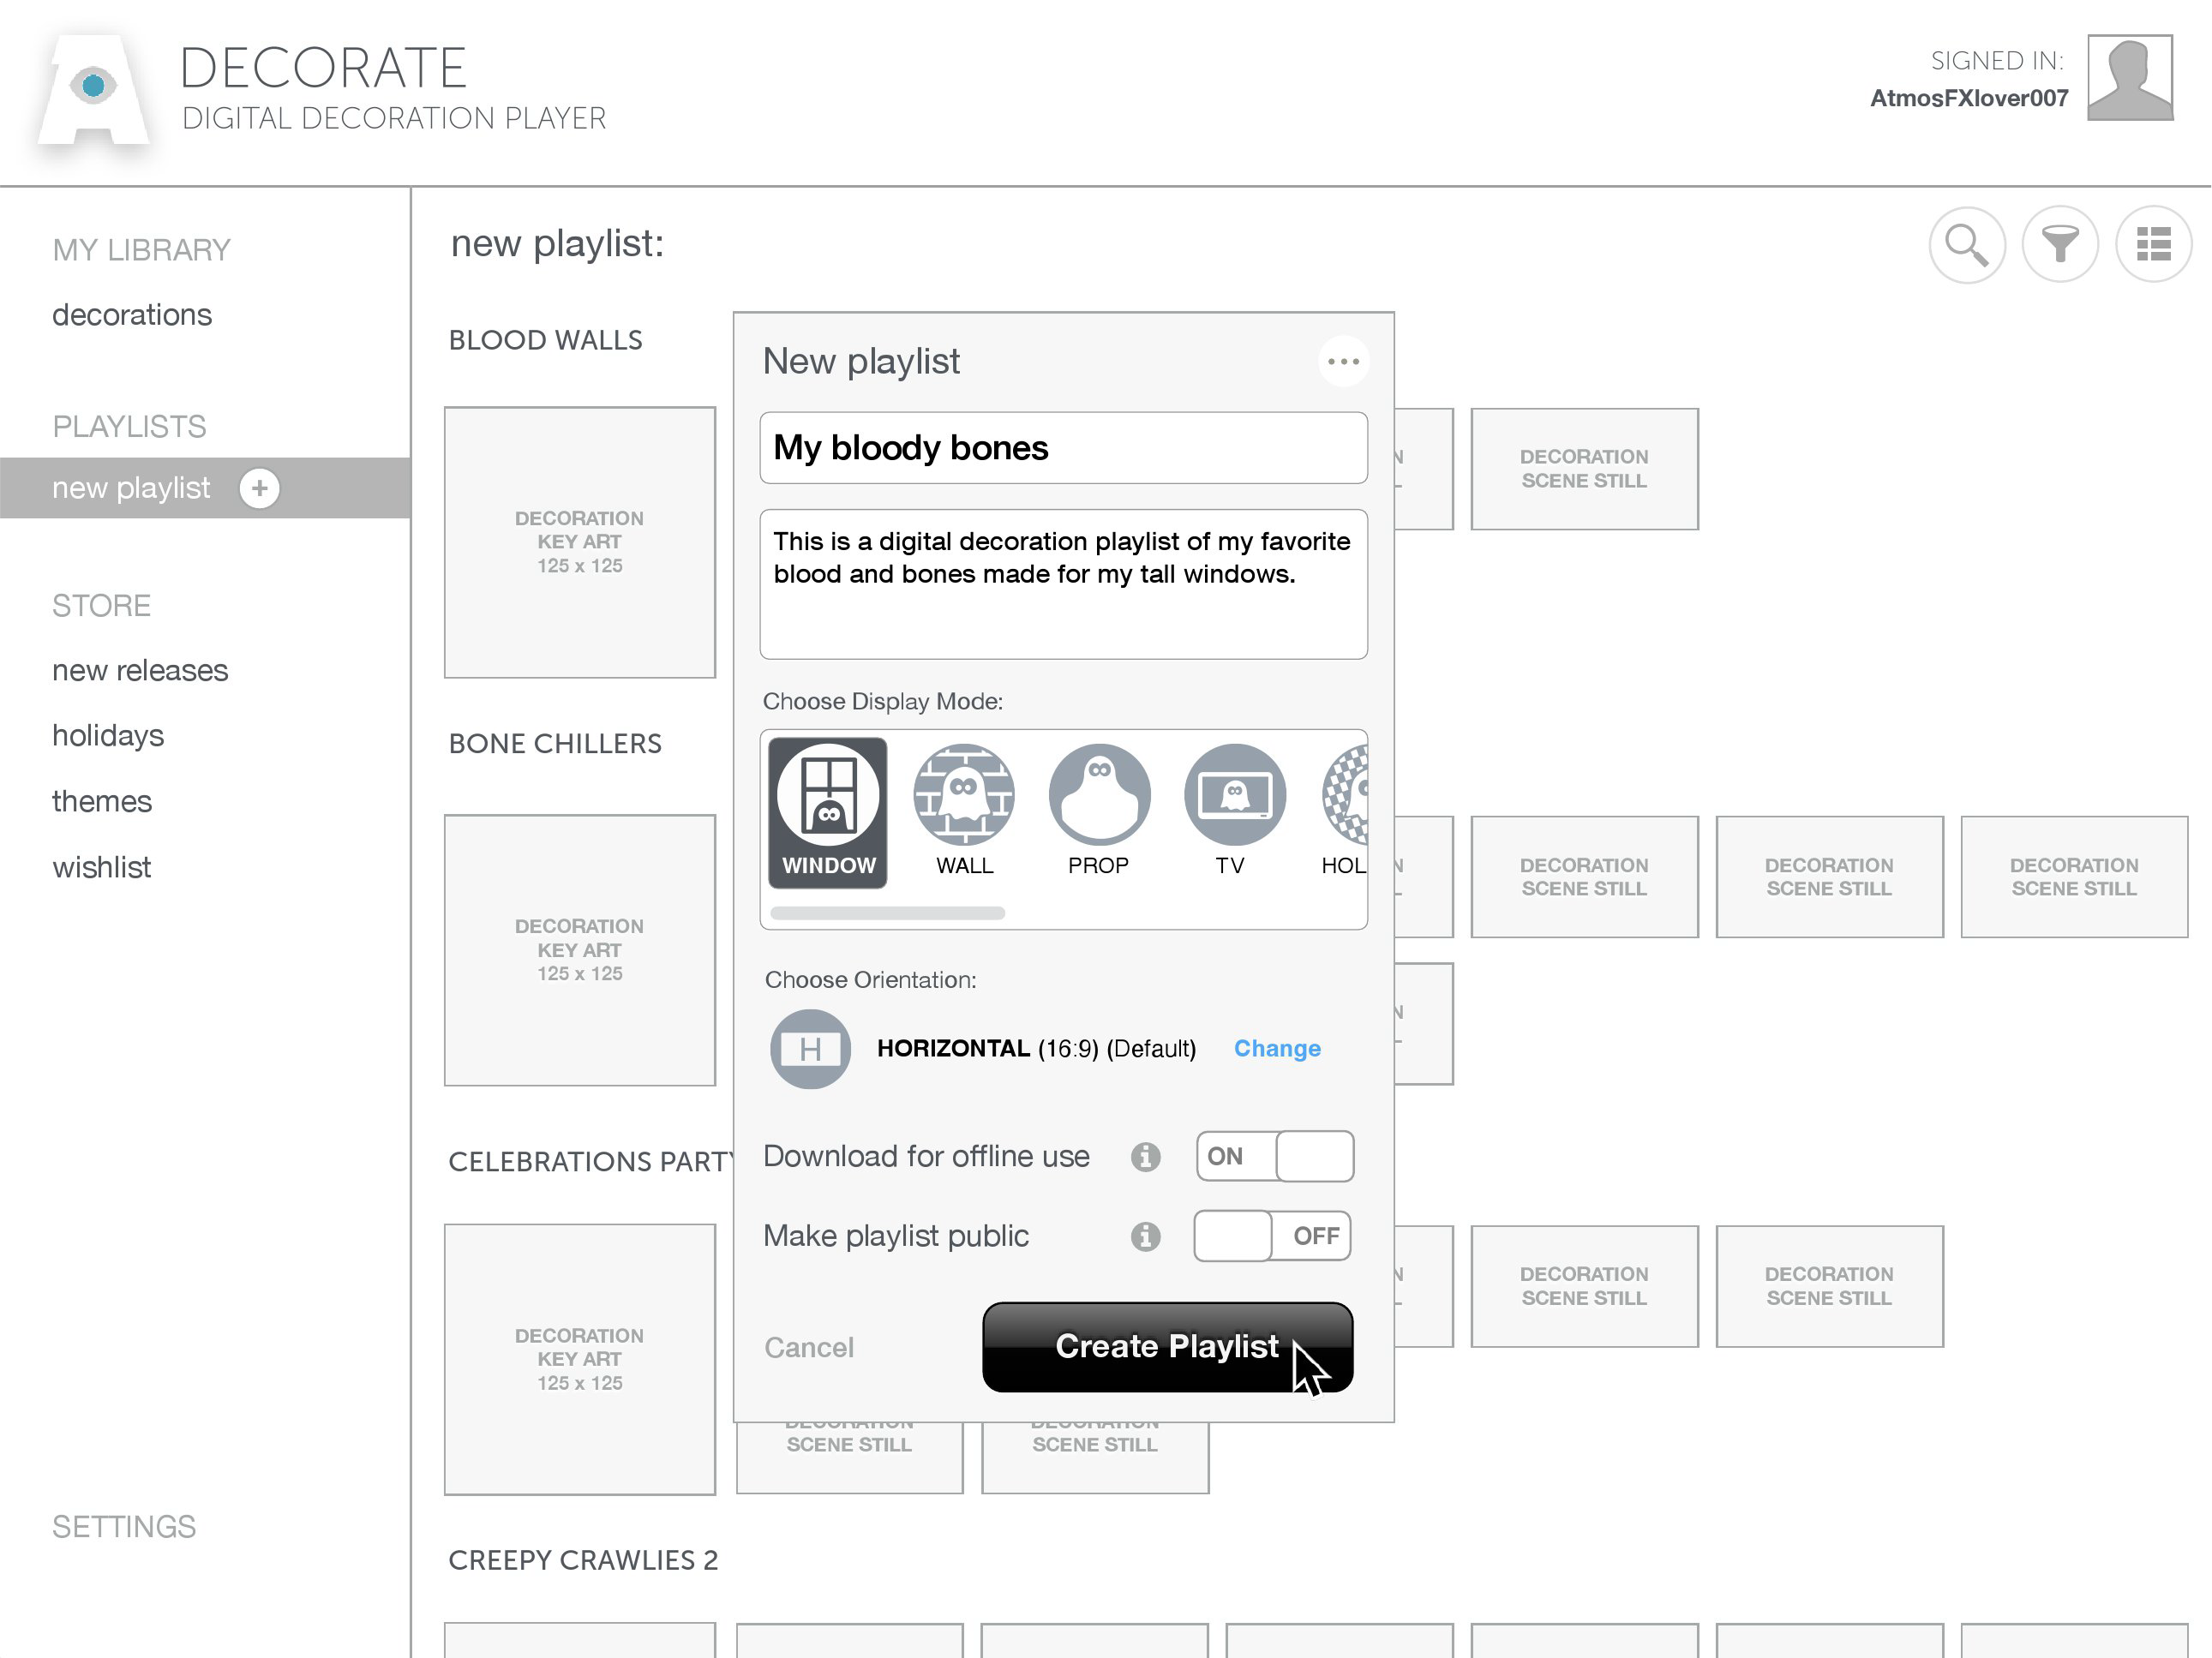 DECORATE
DIGITAL DECORATION PLAYER
SIGNED IN:
AtmosFXlover007
MY LIBRARY
decorations
PLAYLISTS
new playlist
STORE
new releases
holidays
themes
wishlist
SETTINGS
new playlist:
BLOOD WALLS
DECORATION
KEY ART
125 x 125
DECORATION
SCENE STILL
BONE CHILLERS
DECORATION
KEY ART
125 x 125
DECORATION
SCENE STILL
DECORATION
SCENE STILL
DECORATION
SCENE STILL
CELEBRATIONS PARTY
DECORATION
KEY ART
125 x 125
DECORATION
SCENE STILL
DECORATION
SCENE STILL
DECORATION
SCENE STILL
DECORATION
SCENE STILL
CREEPY CRAWLIES 2
New playlist
My bloody bones
This is a digital decoration playlist of my favorite
blood and bones made for my tall windows.
Choose Display Mode:
WINDOW
WALL
PROP
TV
HOL
Choose Orientation:
H
HORIZONTAL (16:9) (Default)
Change
Download for offline use
ON
Make playlist public
OFF
Cancel
Create Playlist